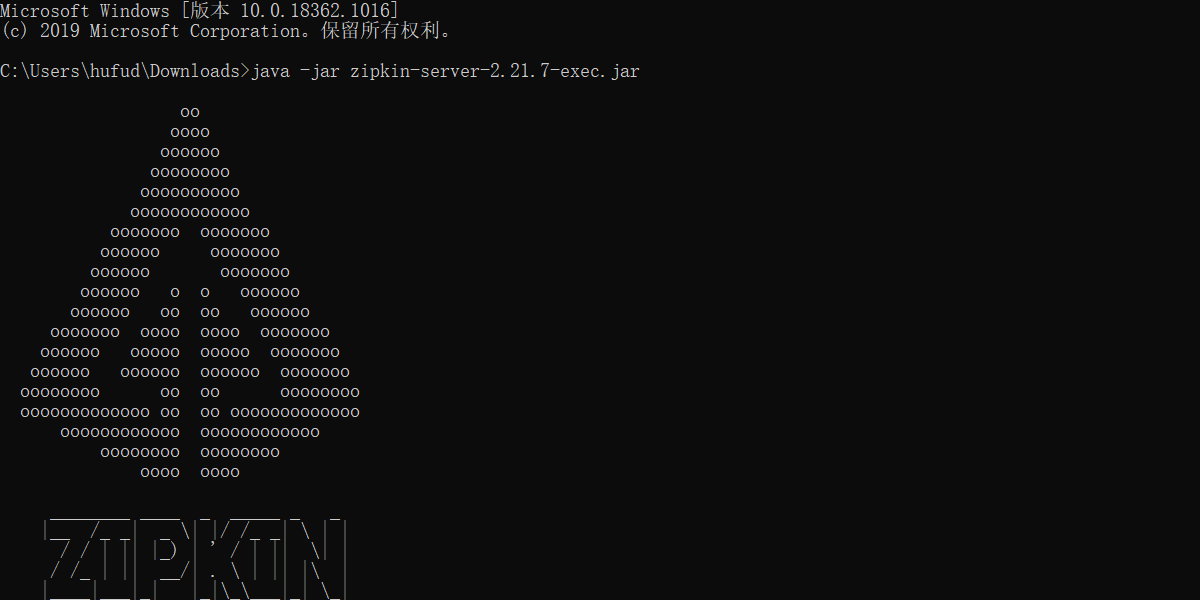 Microsoft Windows [版本 10.0.18362.1016]
(c) 2019 Microsoft Corporation。保留所有权利。
C:\Users\hufud\Downloads>java -jar zipkin-server-2.21.7-exec.jar
oo
oooo
oooooo
oooooooo
oooooooooo
oooooooooooo
ooooooo  ooooooo
oooooo     ooooooo
oooooo       ooooooo
oooooo   o  o   oooooo
oooooo   oo  oo   oooooo
ooooooo  oooo  oooo  ooooooo
oooooo   ooooo  ooooo  ooooooo
oooooo   oooooo  oooooo  ooooooo
oooooooo      oo  oo      oooooooo
ooooooooooooo oo  oo ooooooooooooo
oooooooooooo  oooooooooooo
oooooooo  oooooooo
oooo  oooo
ZIPKIN